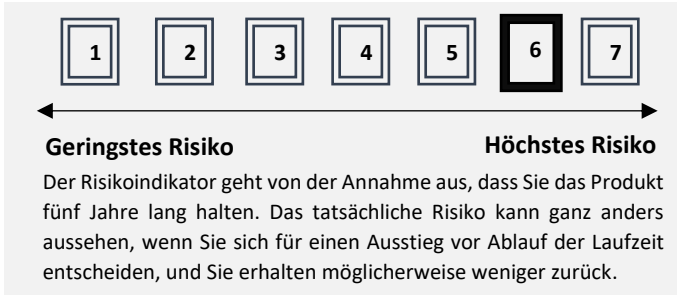 1 2 3 4 5 6 7
Geringstes Risiko Höchstes Risiko
Der Risikoindikator geht von der Annahme aus, dass Sie das Produkt
fünf Jahre lang halten. Das tatsächliche Risiko kann ganz anders
aussehen, wenn Sie sich für einen Ausstieg vor Ablauf der Laufzeit
entscheiden, und Sie erhalten möglicherweise weniger zurück.